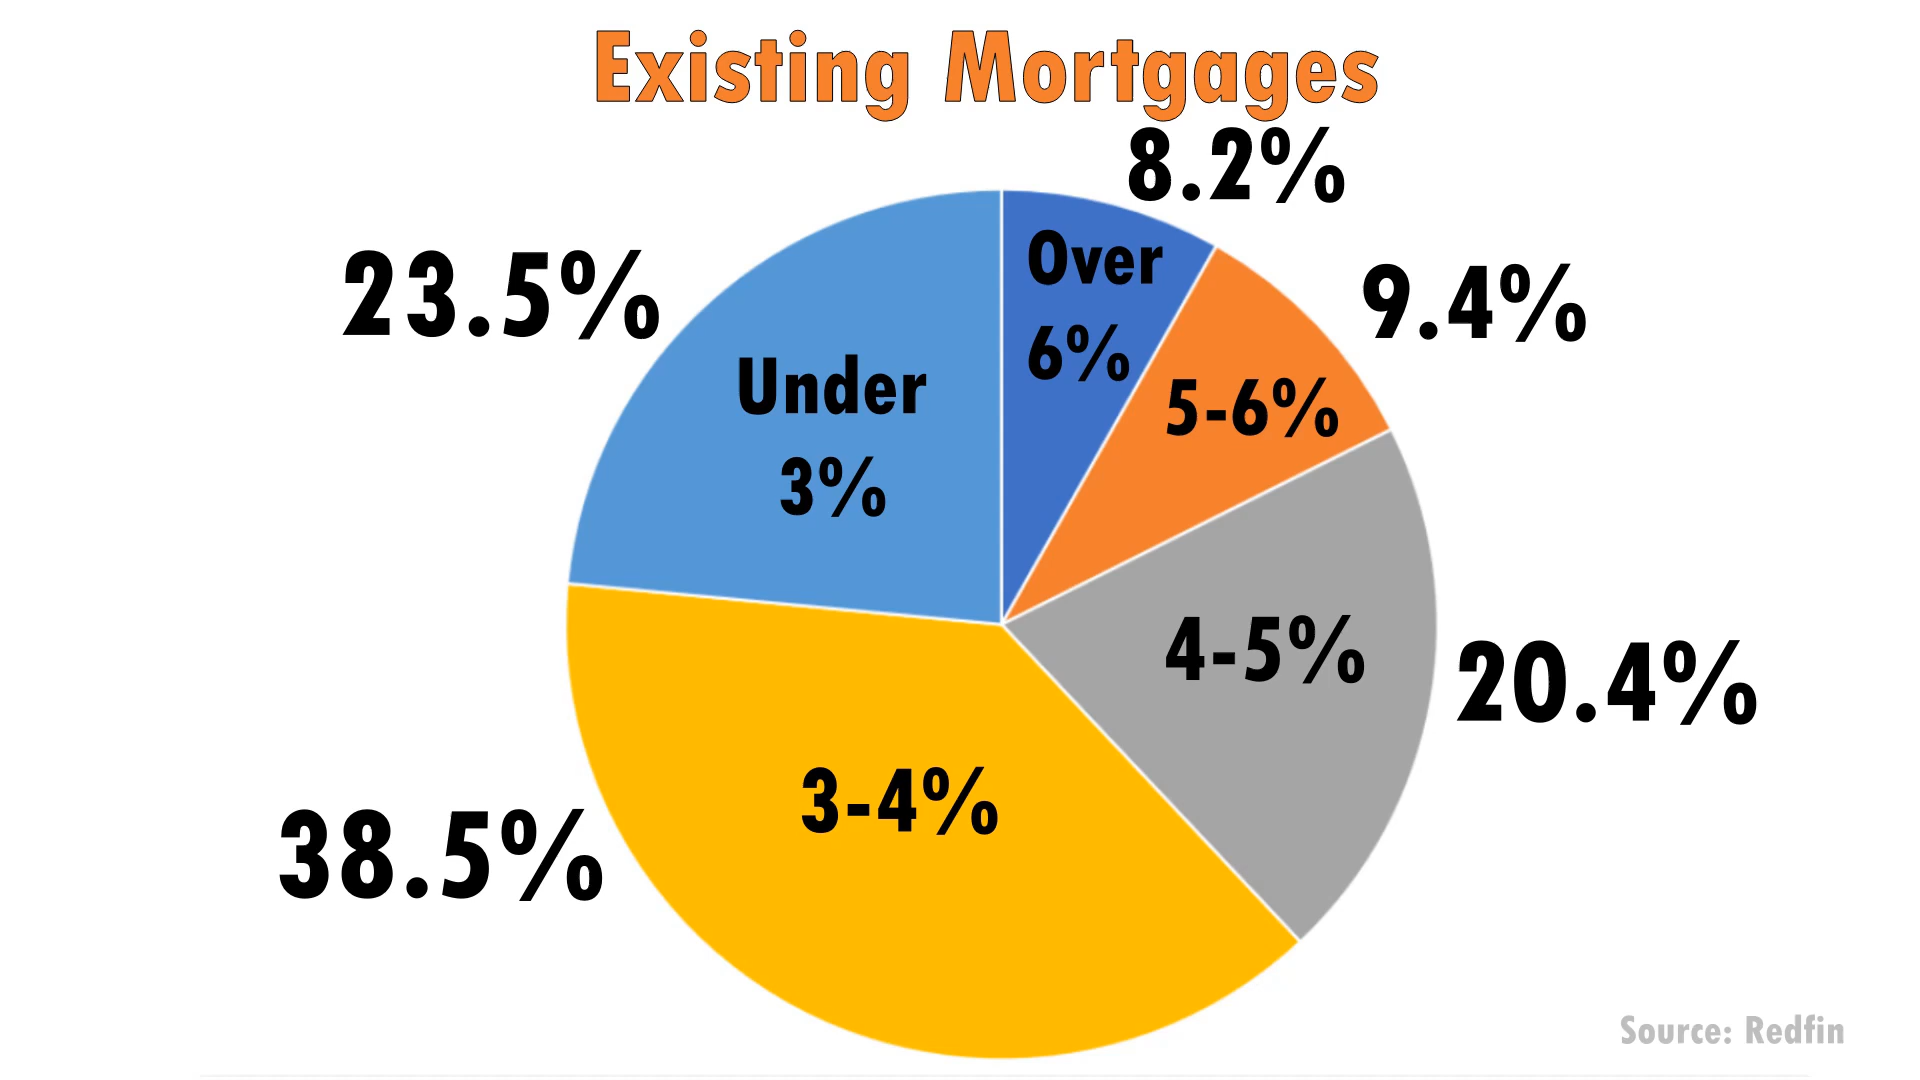 Existing Mortgages
8.2%
Over
6%
9.4%
5-6%
23.5%
Under
3%
4-5%
20.4%
3-4%
38.5%
Source: Redfin